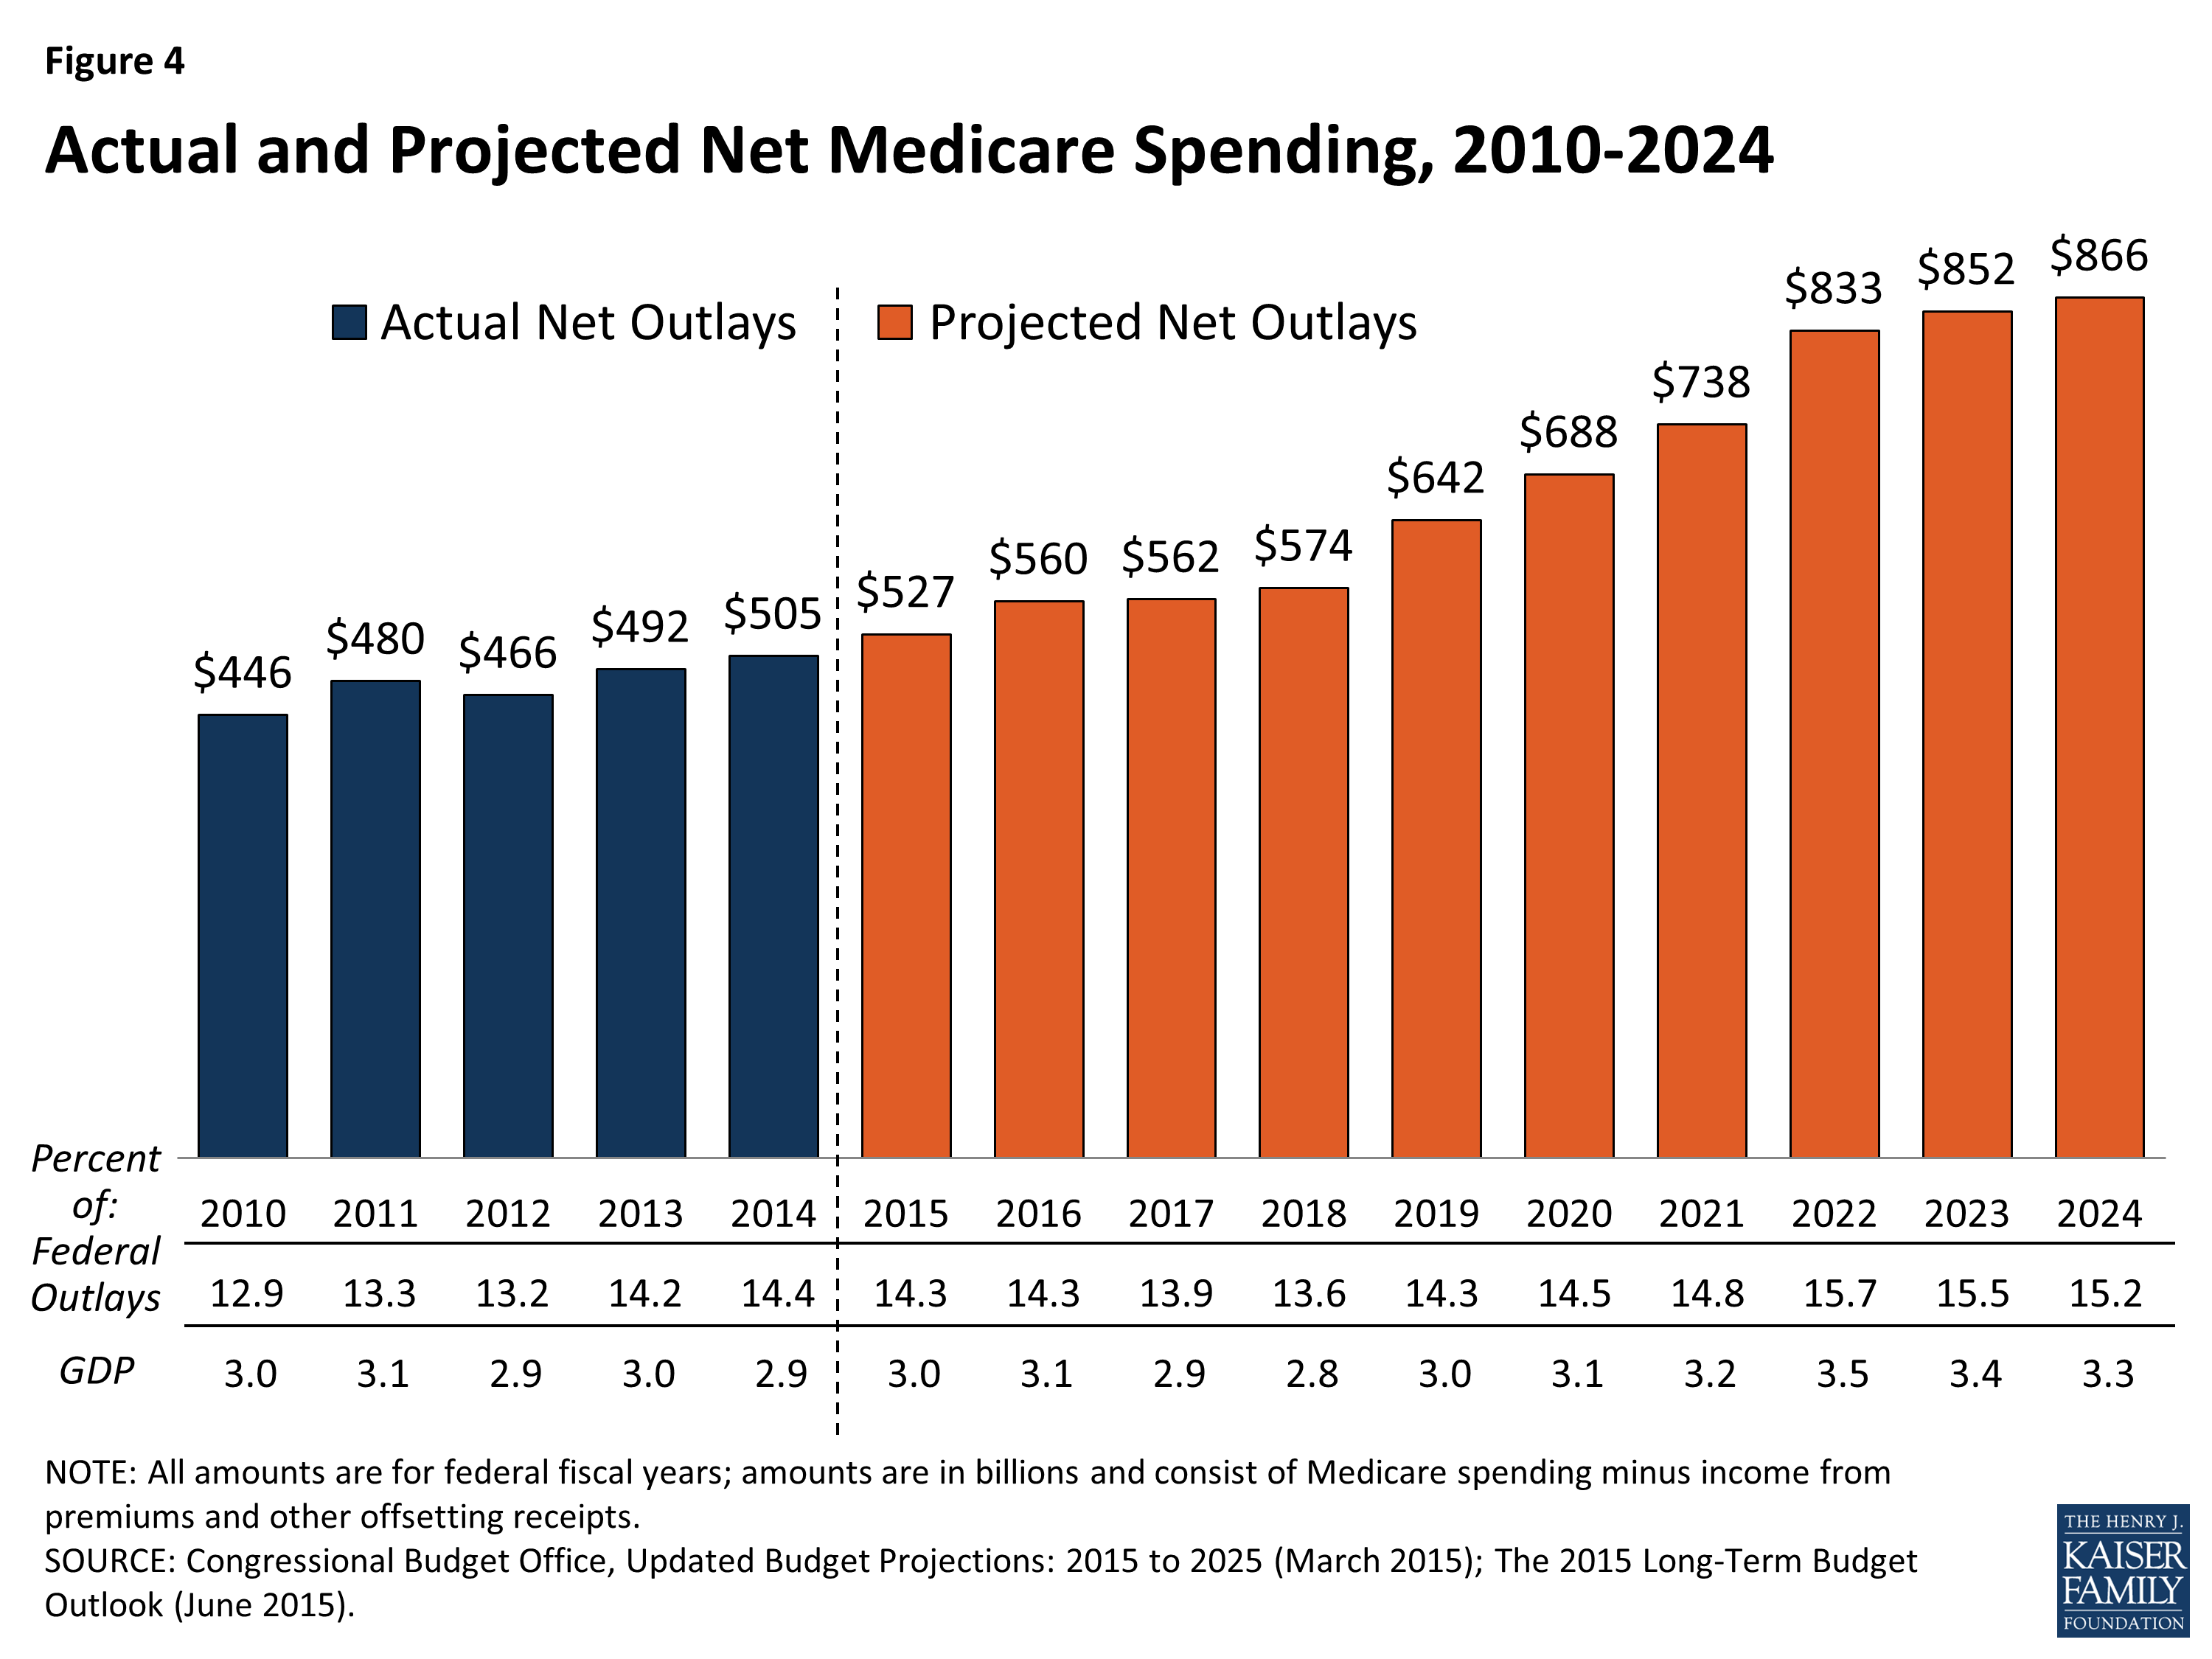 Figure 4
Actual and Projected Net Medicare Spending, 2010-2024
Actual Net Outlays
Projected Net Outlays
$446
$480
$466
$492
$505
$527
$560
$562
$574
$642
$688
$738
$833
$852
$866
Percent
of:
2010 2011 2012 2013 2014 2015 2016 2017 2018 2019 2020 2021 2022 2023 2024
Federal
Outlays 12.9 13.3 13.2 14.2 14.4 14.3 14.3 13.9 13.6 14.3 14.5 14.8 15.7 15.5 15.2
GDP 3.0 3.1 2.9 3.0 2.9 3.0 3.1 2.9 2.8 3.0 3.1 3.2 3.5 3.4 3.3
NOTE: All amounts are for federal fiscal years; amounts are in billions and consist of Medicare spending minus income from
premiums and other offsetting receipts.
SOURCE: Congressional Budget Office, Updated Budget Projections: 2015 to 2025 (March 2015); The 2015 Long-Term Budget
Outlook (June 2015).
THE HENRY J.
KAISER
FAMILY
FOUNDATION